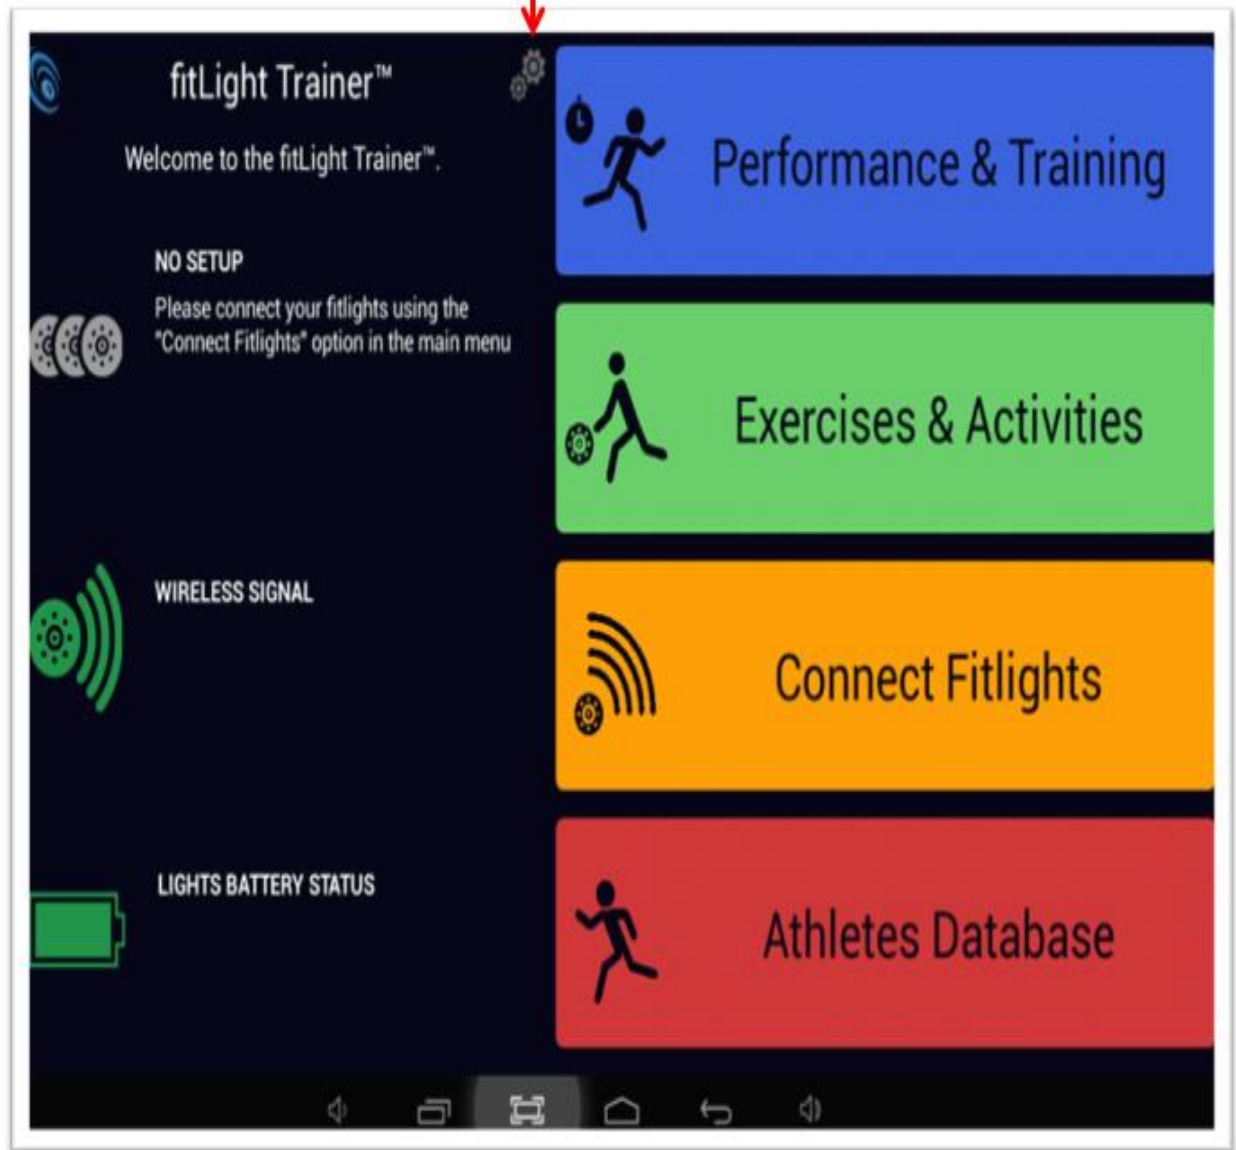 fitLight Trainer™
Welcome to the fitLight Trainer™.
NO SETUP
Please connect your fitlights using the
"Connect Fitlights" option in the main menu
WIRELESS SIGNAL
LIGHTS BATTERY STATUS
Performance & Training
Exercises & Activities
Connect Fitlights
Athletes Database